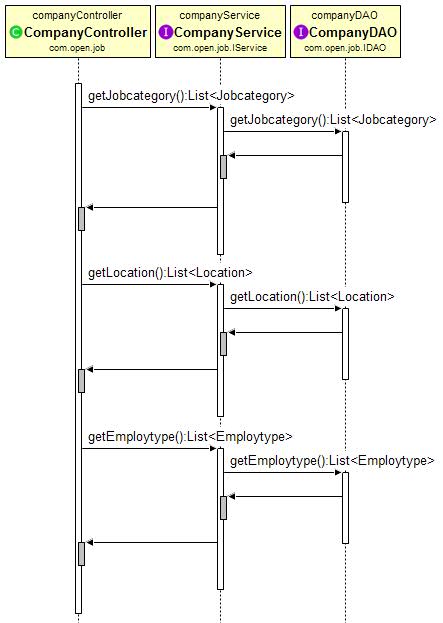 companyController
C CompanyController
com.open.job
companyService
I CompanyService
com.open.job.IService
companyDAO
I CompanyDAO
com.open.job.IDAO
getJobcategory():List<Jobcategory>
getJobcategory():List<Jobcategory>
getLocation():List<Location>
getLocation():List<Location>
getEmploytype():List<Employtype>
getEmploytype():List<Employtype>